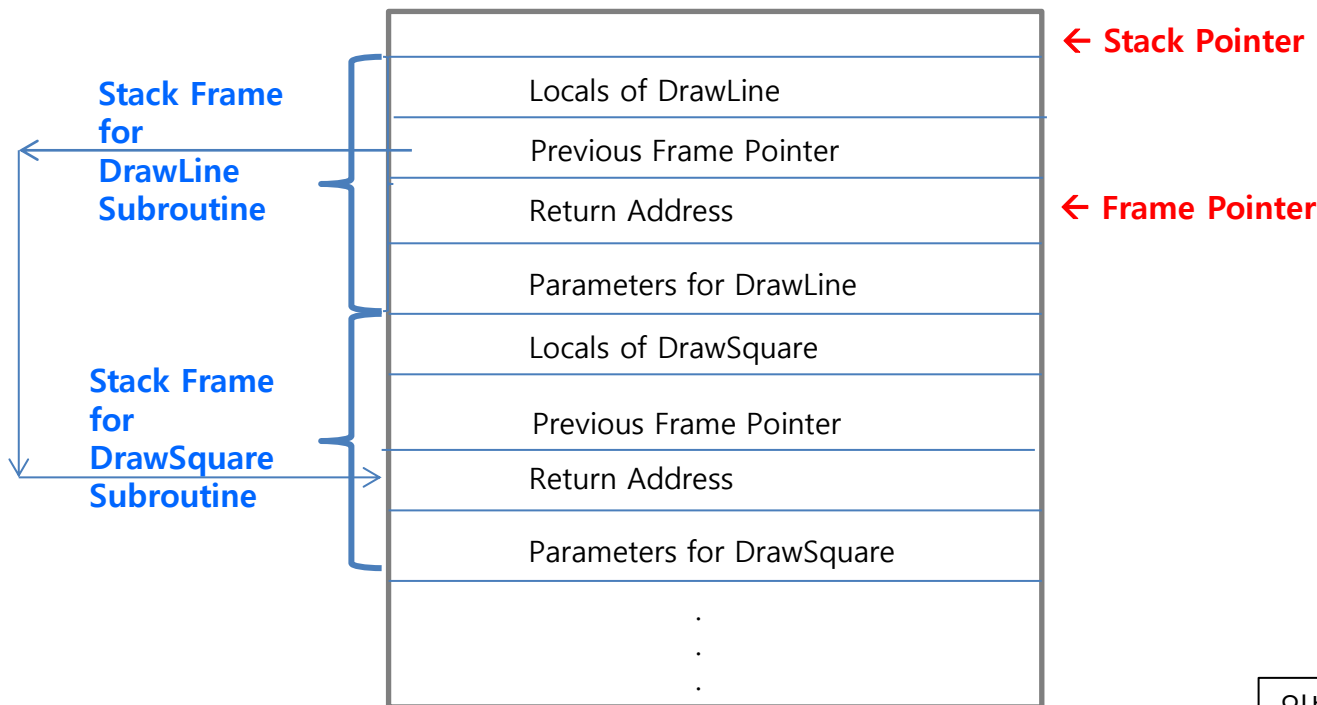 ← Stack Pointer
Stack Frame
for
DrawLine
Subroutine
Locals of DrawLine
Previous Frame Pointer
Return Address
← Frame Pointer
Parameters for DrawLine
Locals of DrawSquare
Stack Frame
for
DrawSquare
Subroutine
Previous Frame Pointer
Return Address
Parameters for DrawSquare
.
.
.